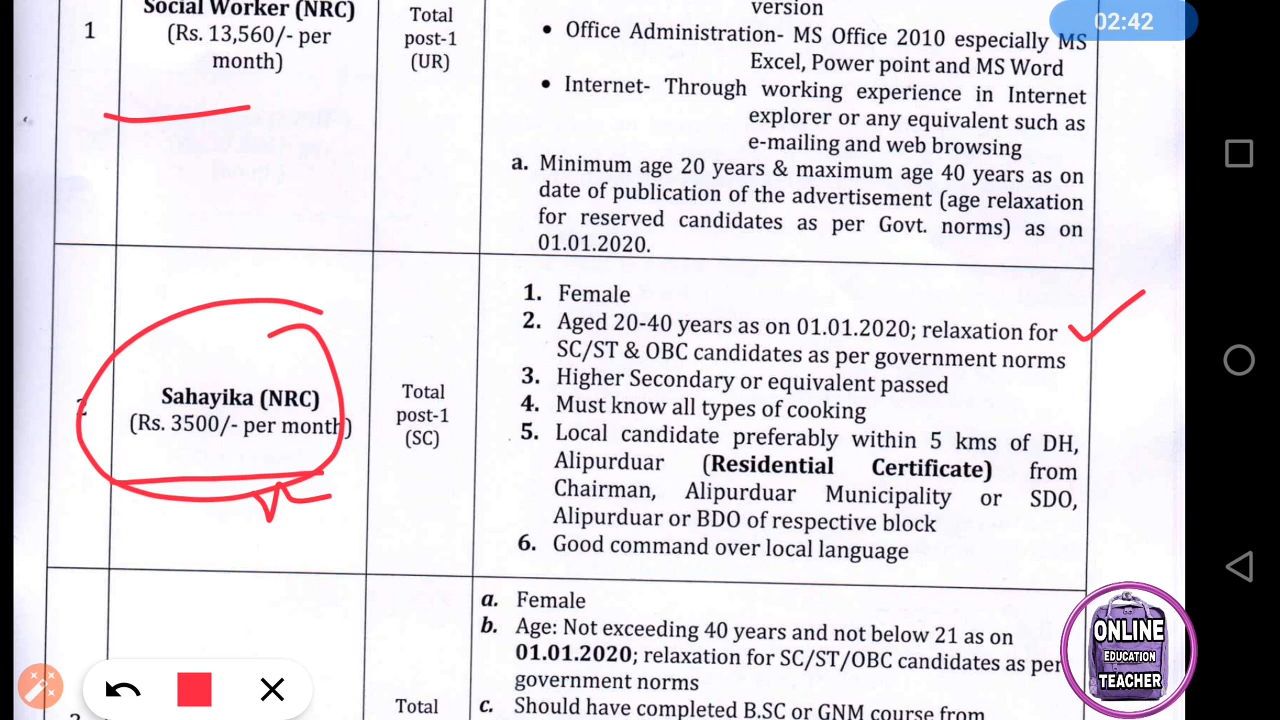 02:42
1
Social Worker (NRC)
(Rs. 13,560/- per
month)
Total
post-1
(UR)
version
• Office Administration- MS Office 2010 especially MS
Excel, Power point and MS Word
• Internet- Through working experience in Internet
explorer or any equivalent such as
e-mailing and web browsing
a. Minimum age 20 years & maximum age 40 years as on
date of publication of the advertisement (age relaxation
for reserved candidates as per Govt. norms) as on
01.01.2020.
2
Sahayika (NRC)
(Rs. 3500/- per month)
Total
post-1
(SC)
1. Female
2. Aged 20-40 years as on 01.01.2020; relaxation for
SC/ST & OBC candidates as per government norms
3. Higher Secondary or equivalent passed
4. Must know all types of cooking
5. Local candidate preferably within 5 kms of DH,
Alipurduar (Residential Certificate) from
Chairman, Alipurduar Municipality or SDO,
Alipurduar or BDO of respective block
6. Good command over local language
Total
a. Female
b. Age: Not exceeding 40 years and not below 21 as on
01.01.2020; relaxation for SC/ST/OBC candidates as per
government norms
c. Should have completed B.SC or GNM course from
ONLINE
EDUCATION
TEACHER